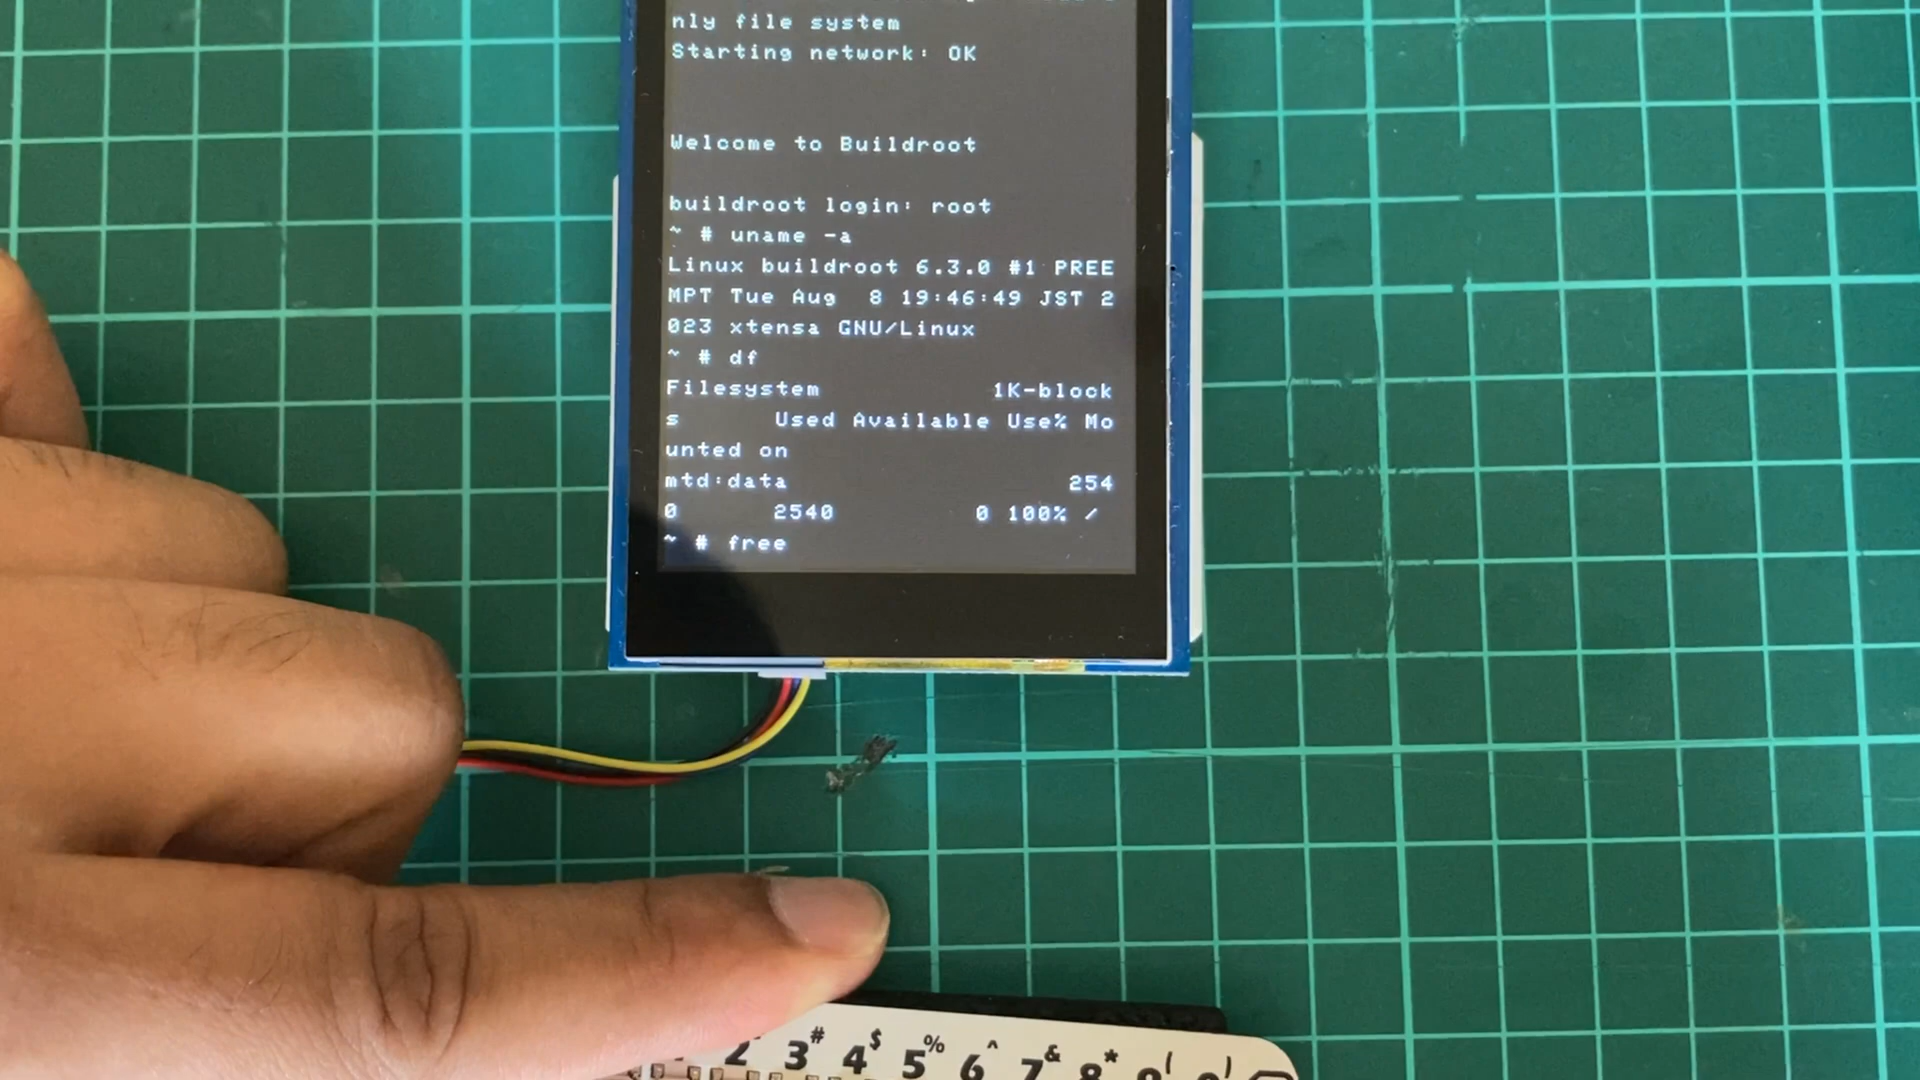 nly file system
Starting network: OK
Welcome to Buildroot
buildroot login: root
~ # uname -a
Linux buildroot 6.3.0 #1 PREE
MPT Tue Aug  8 19:46:49 JST 2
023 xtensa GNU/Linux
~ # df
Filesystem 1K-block
s Used Available Use% Mo
unted on
mtd:data 254
0 2540 0 100% /
~ # free
2 3# 4$ 5% 6^ 7& 8* 9( )